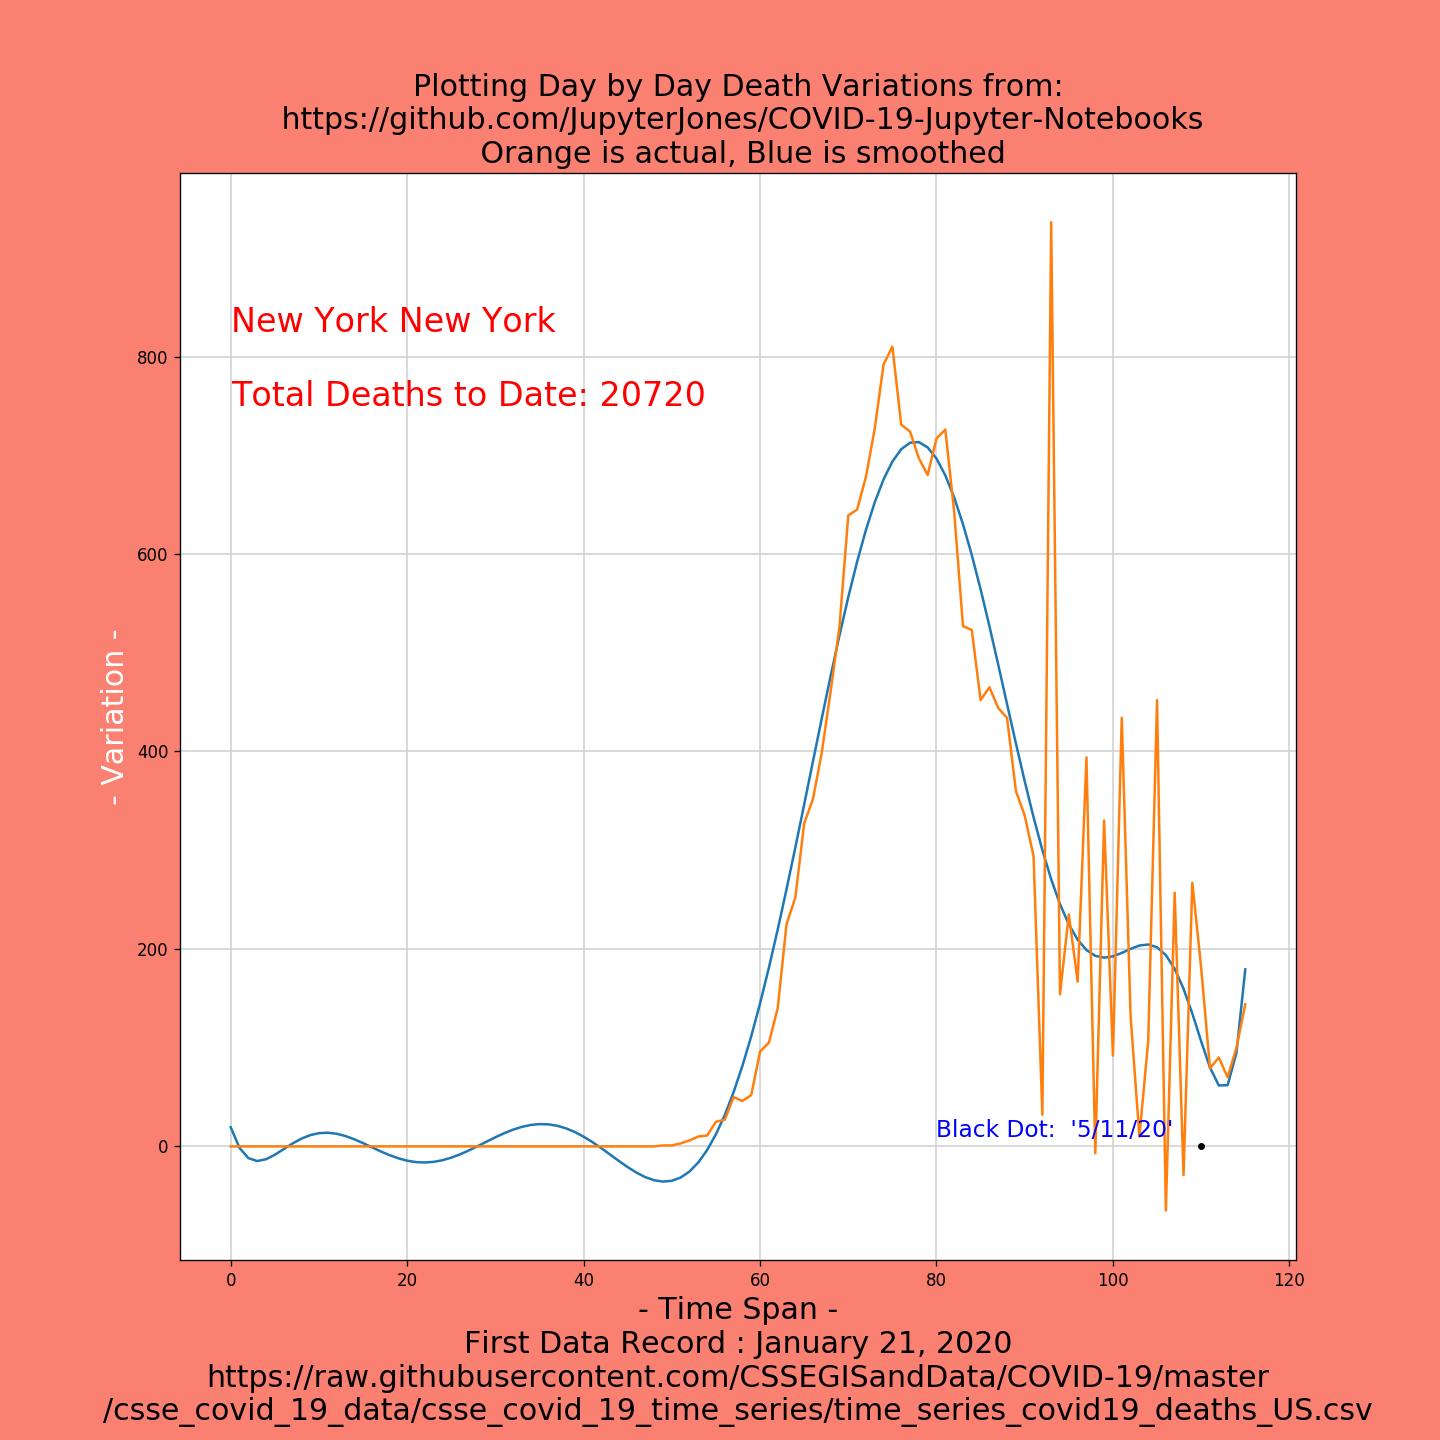 Plotting Day by Day Death Variations from:
https://github.com/JupyterJones/COVID-19-Jupyter-Notebooks
Orange is actual, Blue is smoothed
New York New York
Total Deaths to Date: 20720
800
600
400
200
0
- Variation -
Black Dot:  '5/11/20'
0 20 40 60 80 100 120
- Time Span -
First Data Record : January 21, 2020
https://raw.githubusercontent.com/CSSEGISandData/COVID-19/master
/csse_covid_19_data/csse_covid_19_time_series/time_series_covid19_deaths_US.csv